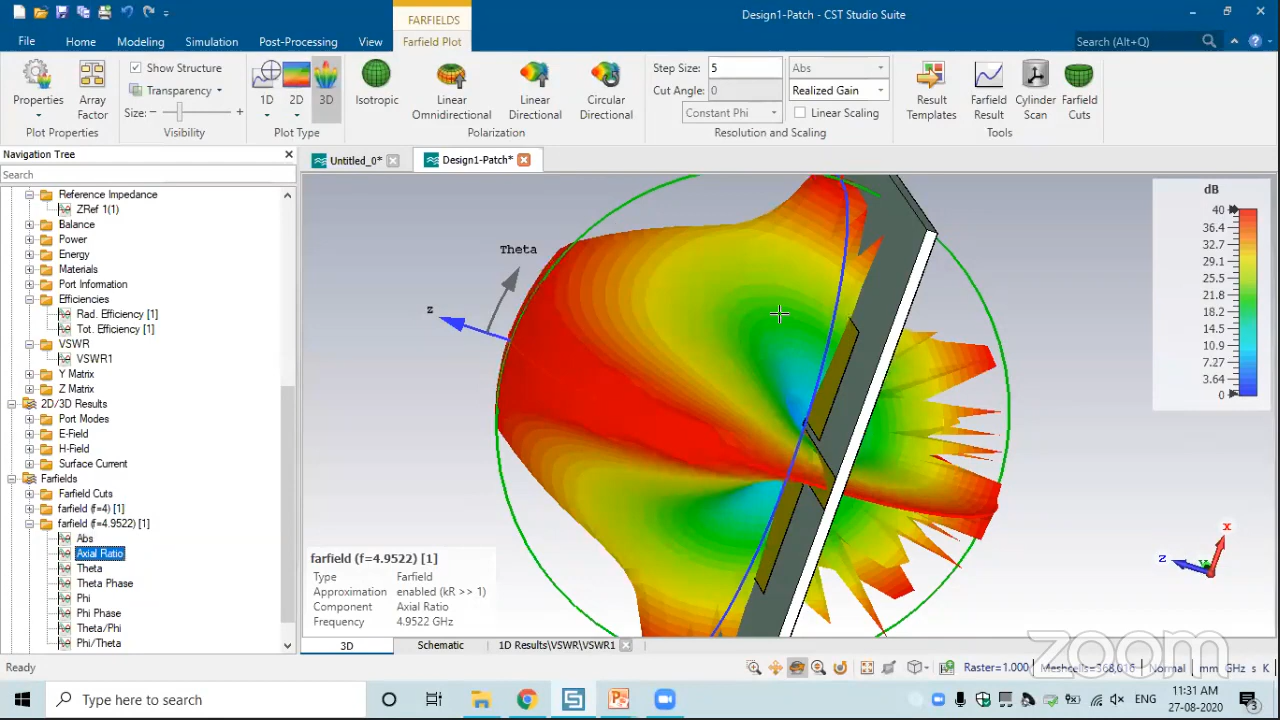 FARFIELDS
Design1-Patch - CST Studio Suite
File
Home
Modeling
Simulation
Post-Processing
View
Farfield Plot
Search (Alt+Q)
Properties
Array Factor
Plot Properties
Show Structure
Transparency
Size:
Visibility
1D
2D
3D
Plot Type
Isotropic
Linear Omnidirectional
Linear Directional
Circular Directional
Polarization
Step Size: 5
Cut Angle: 0
Constant Phi
Abs
Realized Gain
Linear Scaling
Resolution and Scaling
Result Templates
Farfield Result
Cylinder Scan
Farfield Cuts
Tools
Navigation Tree
Search
Untitled_0*
Design1-Patch*
Reference Impedance
ZRef 1(1)
Balance
Power
Energy
Materials
Port Information
Efficiencies
Rad. Efficiency [1]
Tot. Efficiency [1]
VSWR
VSWR1
Y Matrix
Z Matrix
2D/3D Results
Port Modes
E-Field
H-Field
Surface Current
Farfields
Farfield Cuts
farfield (f=4) [1]
farfield (f=4.9522) [1]
Abs
Axial Ratio
Theta
Theta Phase
Phi
Phi Phase
Theta/Phi
Phi/Theta
Theta
z
dB
40
36.4
32.7
29.1
25.5
21.8
18.2
14.5
10.9
7.27
3.64
0
x
z
farfield (f=4.9522) [1]
Type Farfield
Approximation enabled (kR >> 1)
Component Axial Ratio
Frequency 4.9522 GHz
3D
Schematic
1D Results\VSWR\VSWR1
zoom
Ready
Raster=1.000
Meshcells=368,016
Normal
mm GHz s K
Type here to search
ENG
11:31 AM
27-08-2020
3